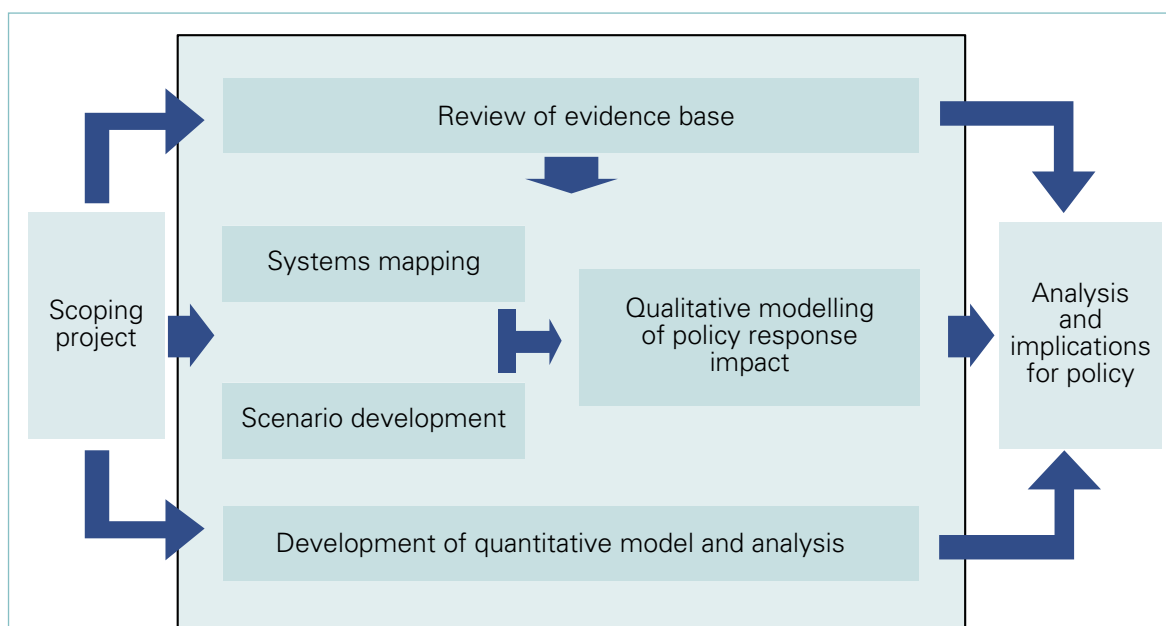 Review of evidence base
Scoping
project
Systems mapping
Scenario development
Qualitative modelling
of policy response
impact
Development of quantitative model and analysis
Analysis
and
implications
for policy